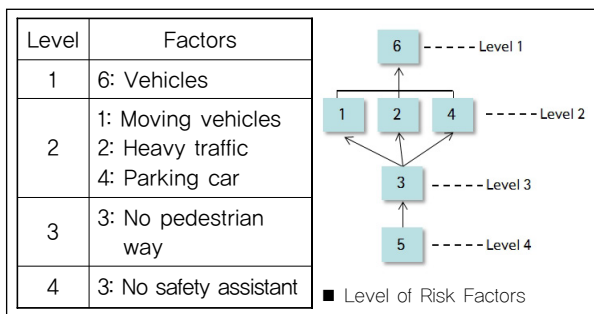 Level Factors
1 6: Vehicles
2 1: Moving vehicles
2: Heavy traffic
4: Parking car
3 3: No pedestrian
way
4 3: No safety assistant
6 Level 1
1 2 4 Level 2
3 Level 3
5 Level 4
■ Level of Risk Factors